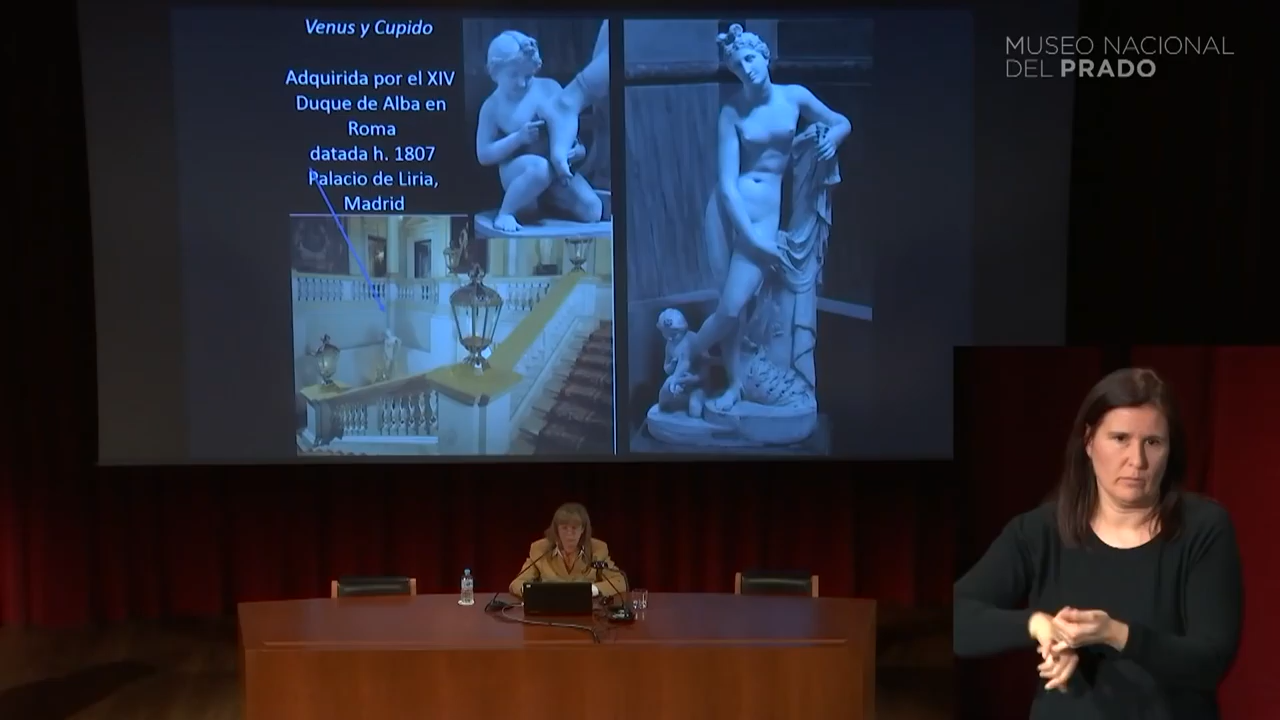 Venus y Cupido
Adquirida por el XIV
Duque de Alba en
Roma
datada h. 1807
Palacio de Liria,
Madrid
MUSEO NACIONAL
DEL PRADO